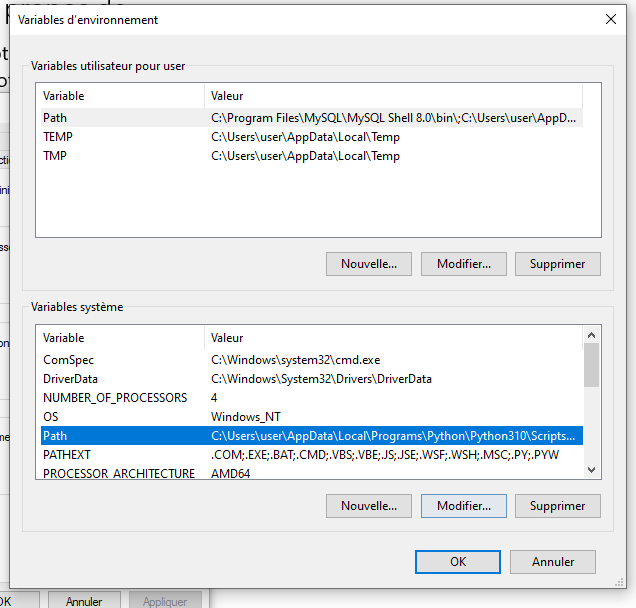 Variables d'environnement
Variables utilisateur pour user
Variable Valeur
Path C:\Program Files\MySQL\MySQL Shell 8.0\bin\;C:\Users\user\AppD...
TEMP C:\Users\user\AppData\Local\Temp
TMP C:\Users\user\AppData\Local\Temp
Nouvelle... Modifier... Supprimer
Variables système
Variable Valeur
ComSpec C:\Windows\system32\cmd.exe
DriverData C:\Windows\System32\Drivers\DriverData
NUMBER_OF_PROCESSORS 4
OS Windows_NT
Path C:\Users\user\AppData\Local\Programs\Python\Python310\Scripts...
PATHEXT .COM;.EXE;.BAT;.CMD;.VBS;.VBE;.JS;.JSE;.WSF;.WSH;.MSC;.PY;.PYW
PROCESSOR_ARCHITECTURE AMD64
Nouvelle... Modifier... Supprimer
OK Annuler
OK Annuler Appliquer